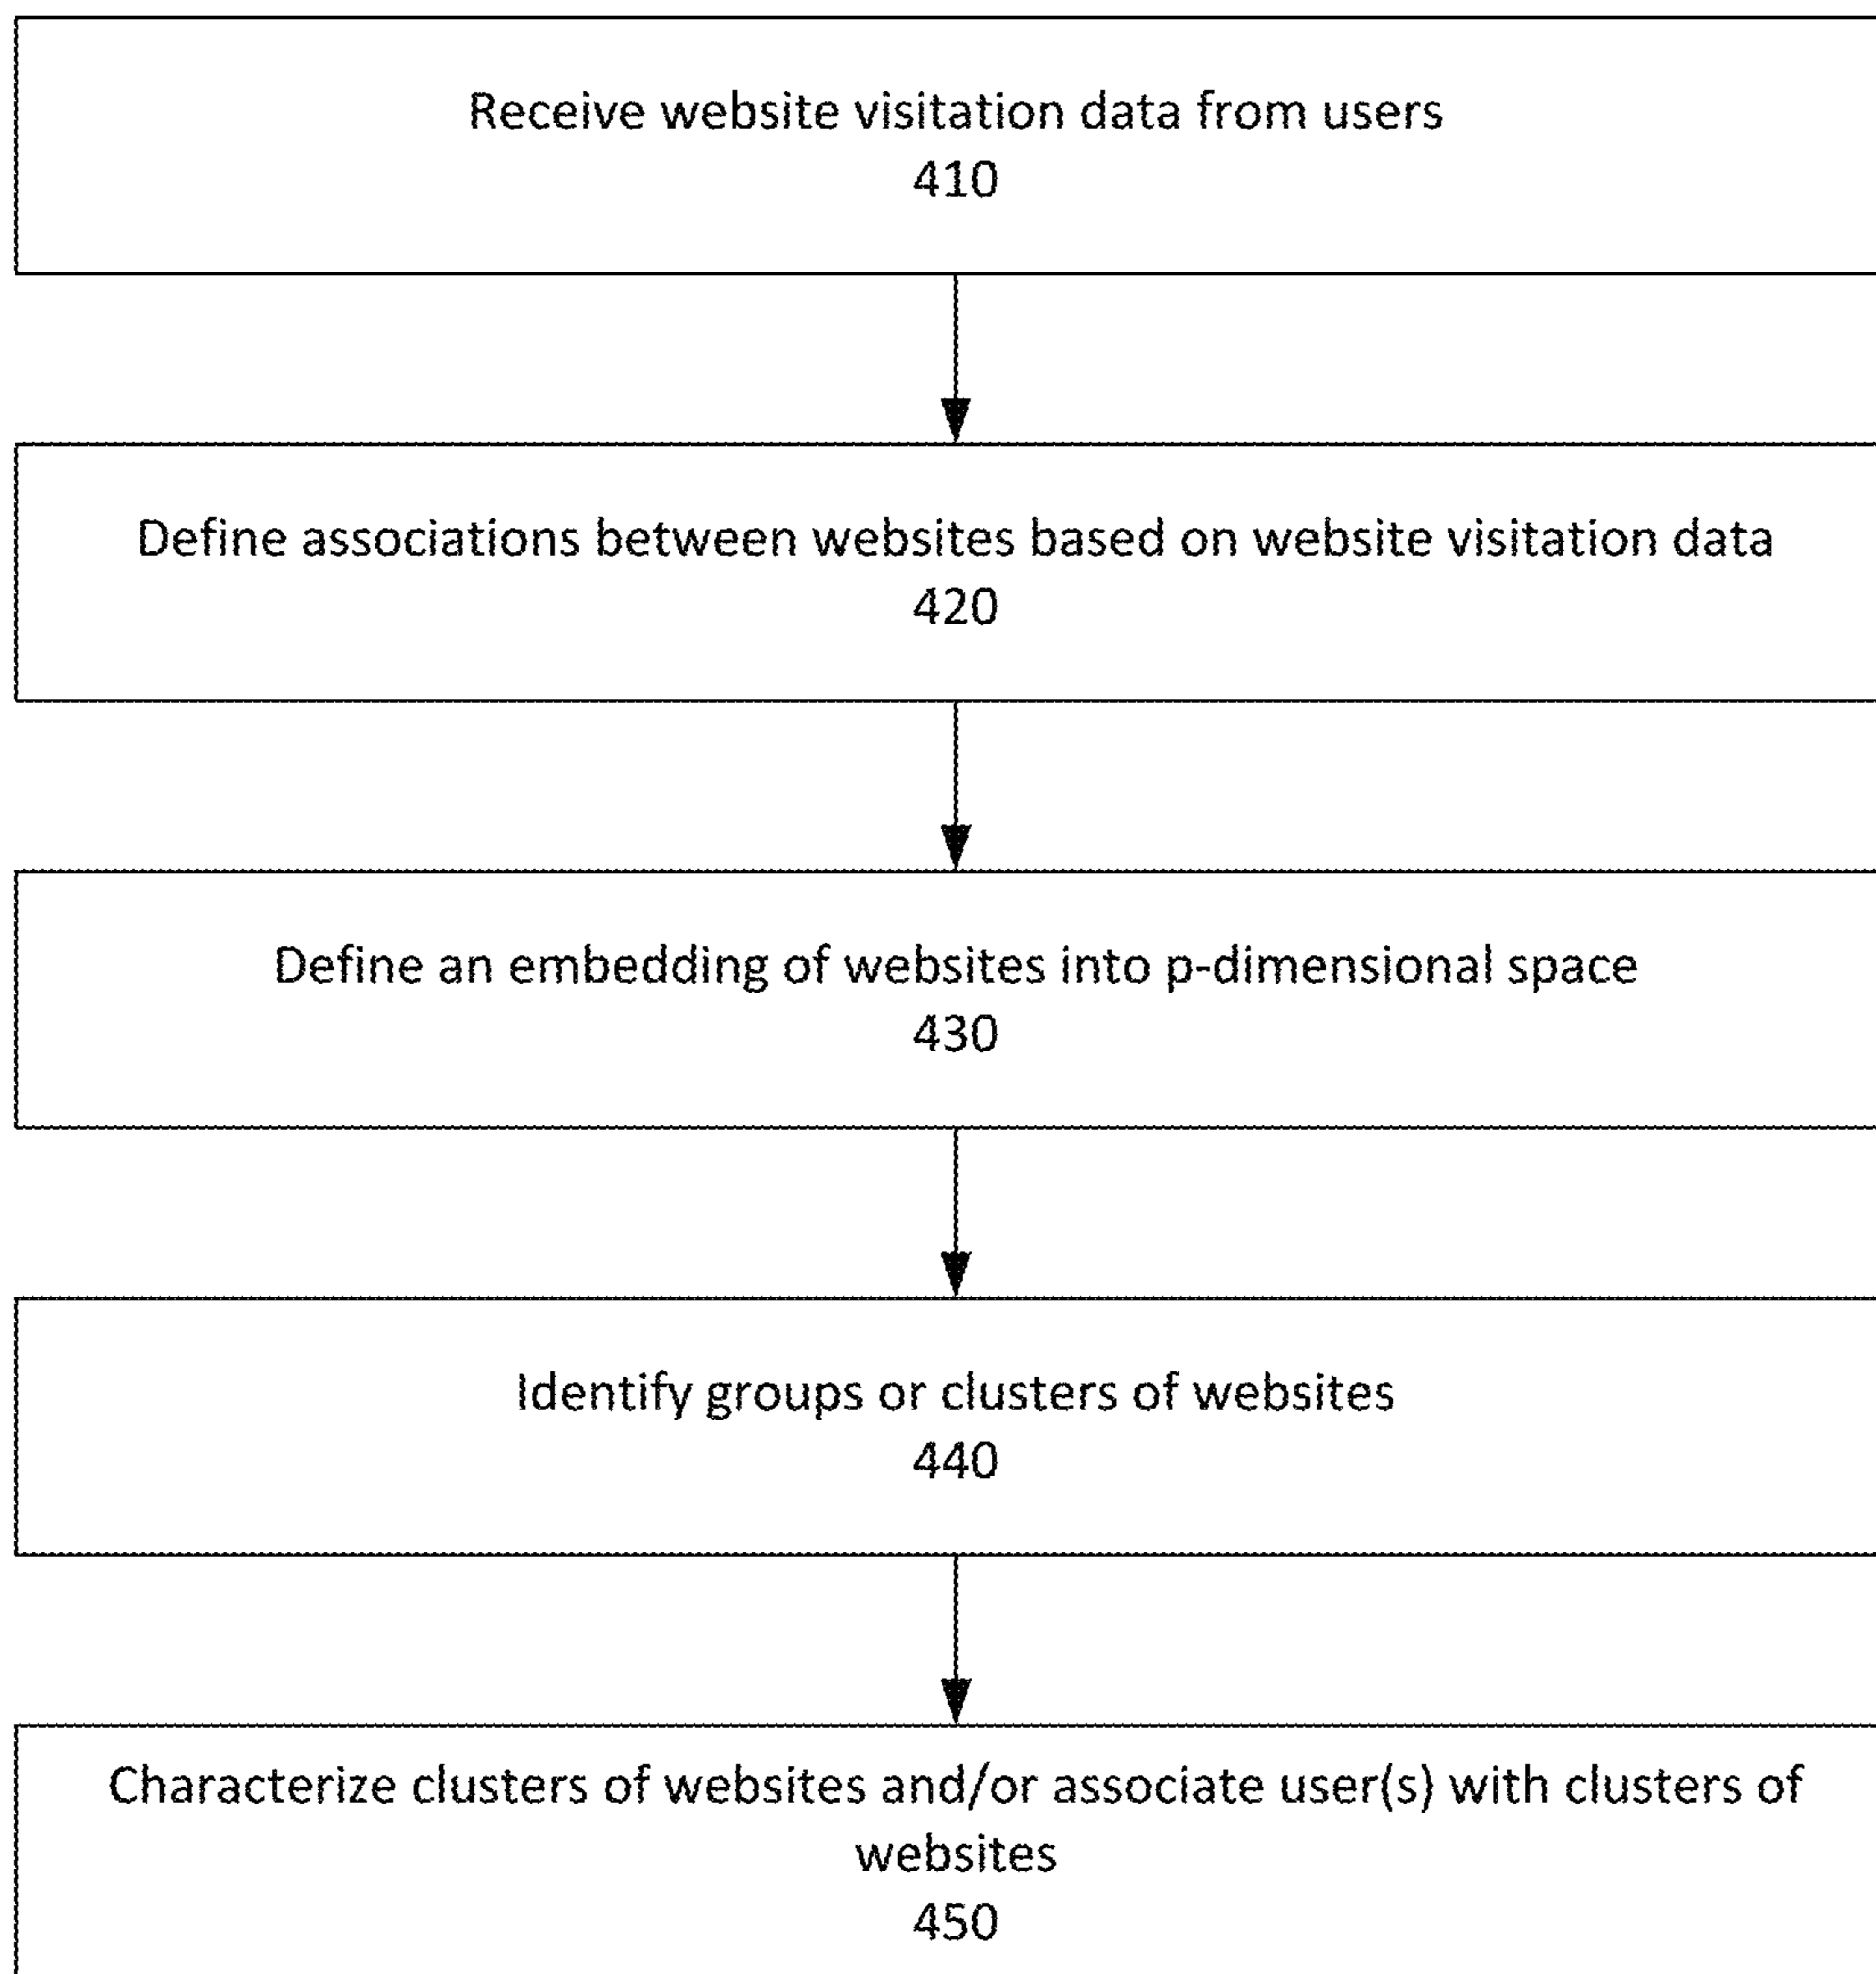 Receive website visitation data from users
410
Define associations between websites based on website visitation data
420
Define an embedding of websites into p-dimensional space
430
Identify groups or clusters of websites
440
Characterize clusters of websites and/or associate user(s) with clusters of
websites
450